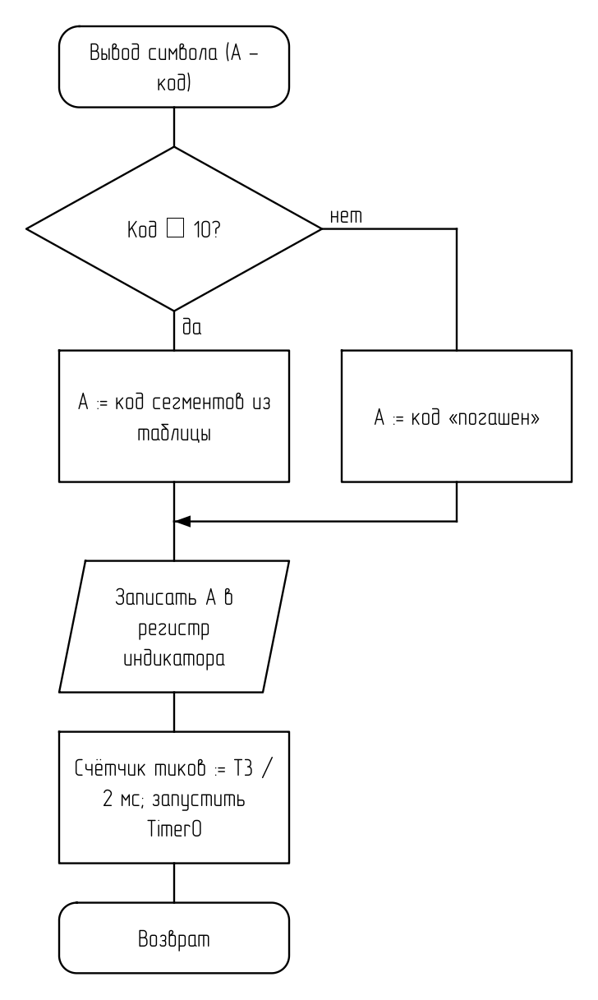 Вывод символа (А –
код)
Код □ 10?
нет
да
А := код сегментов из
таблицы
А := код «погашен»
Записать А в
регистр
индикатора
Счётчик тиков := Т3 /
2 мс; запустить
Timer0
Возврат